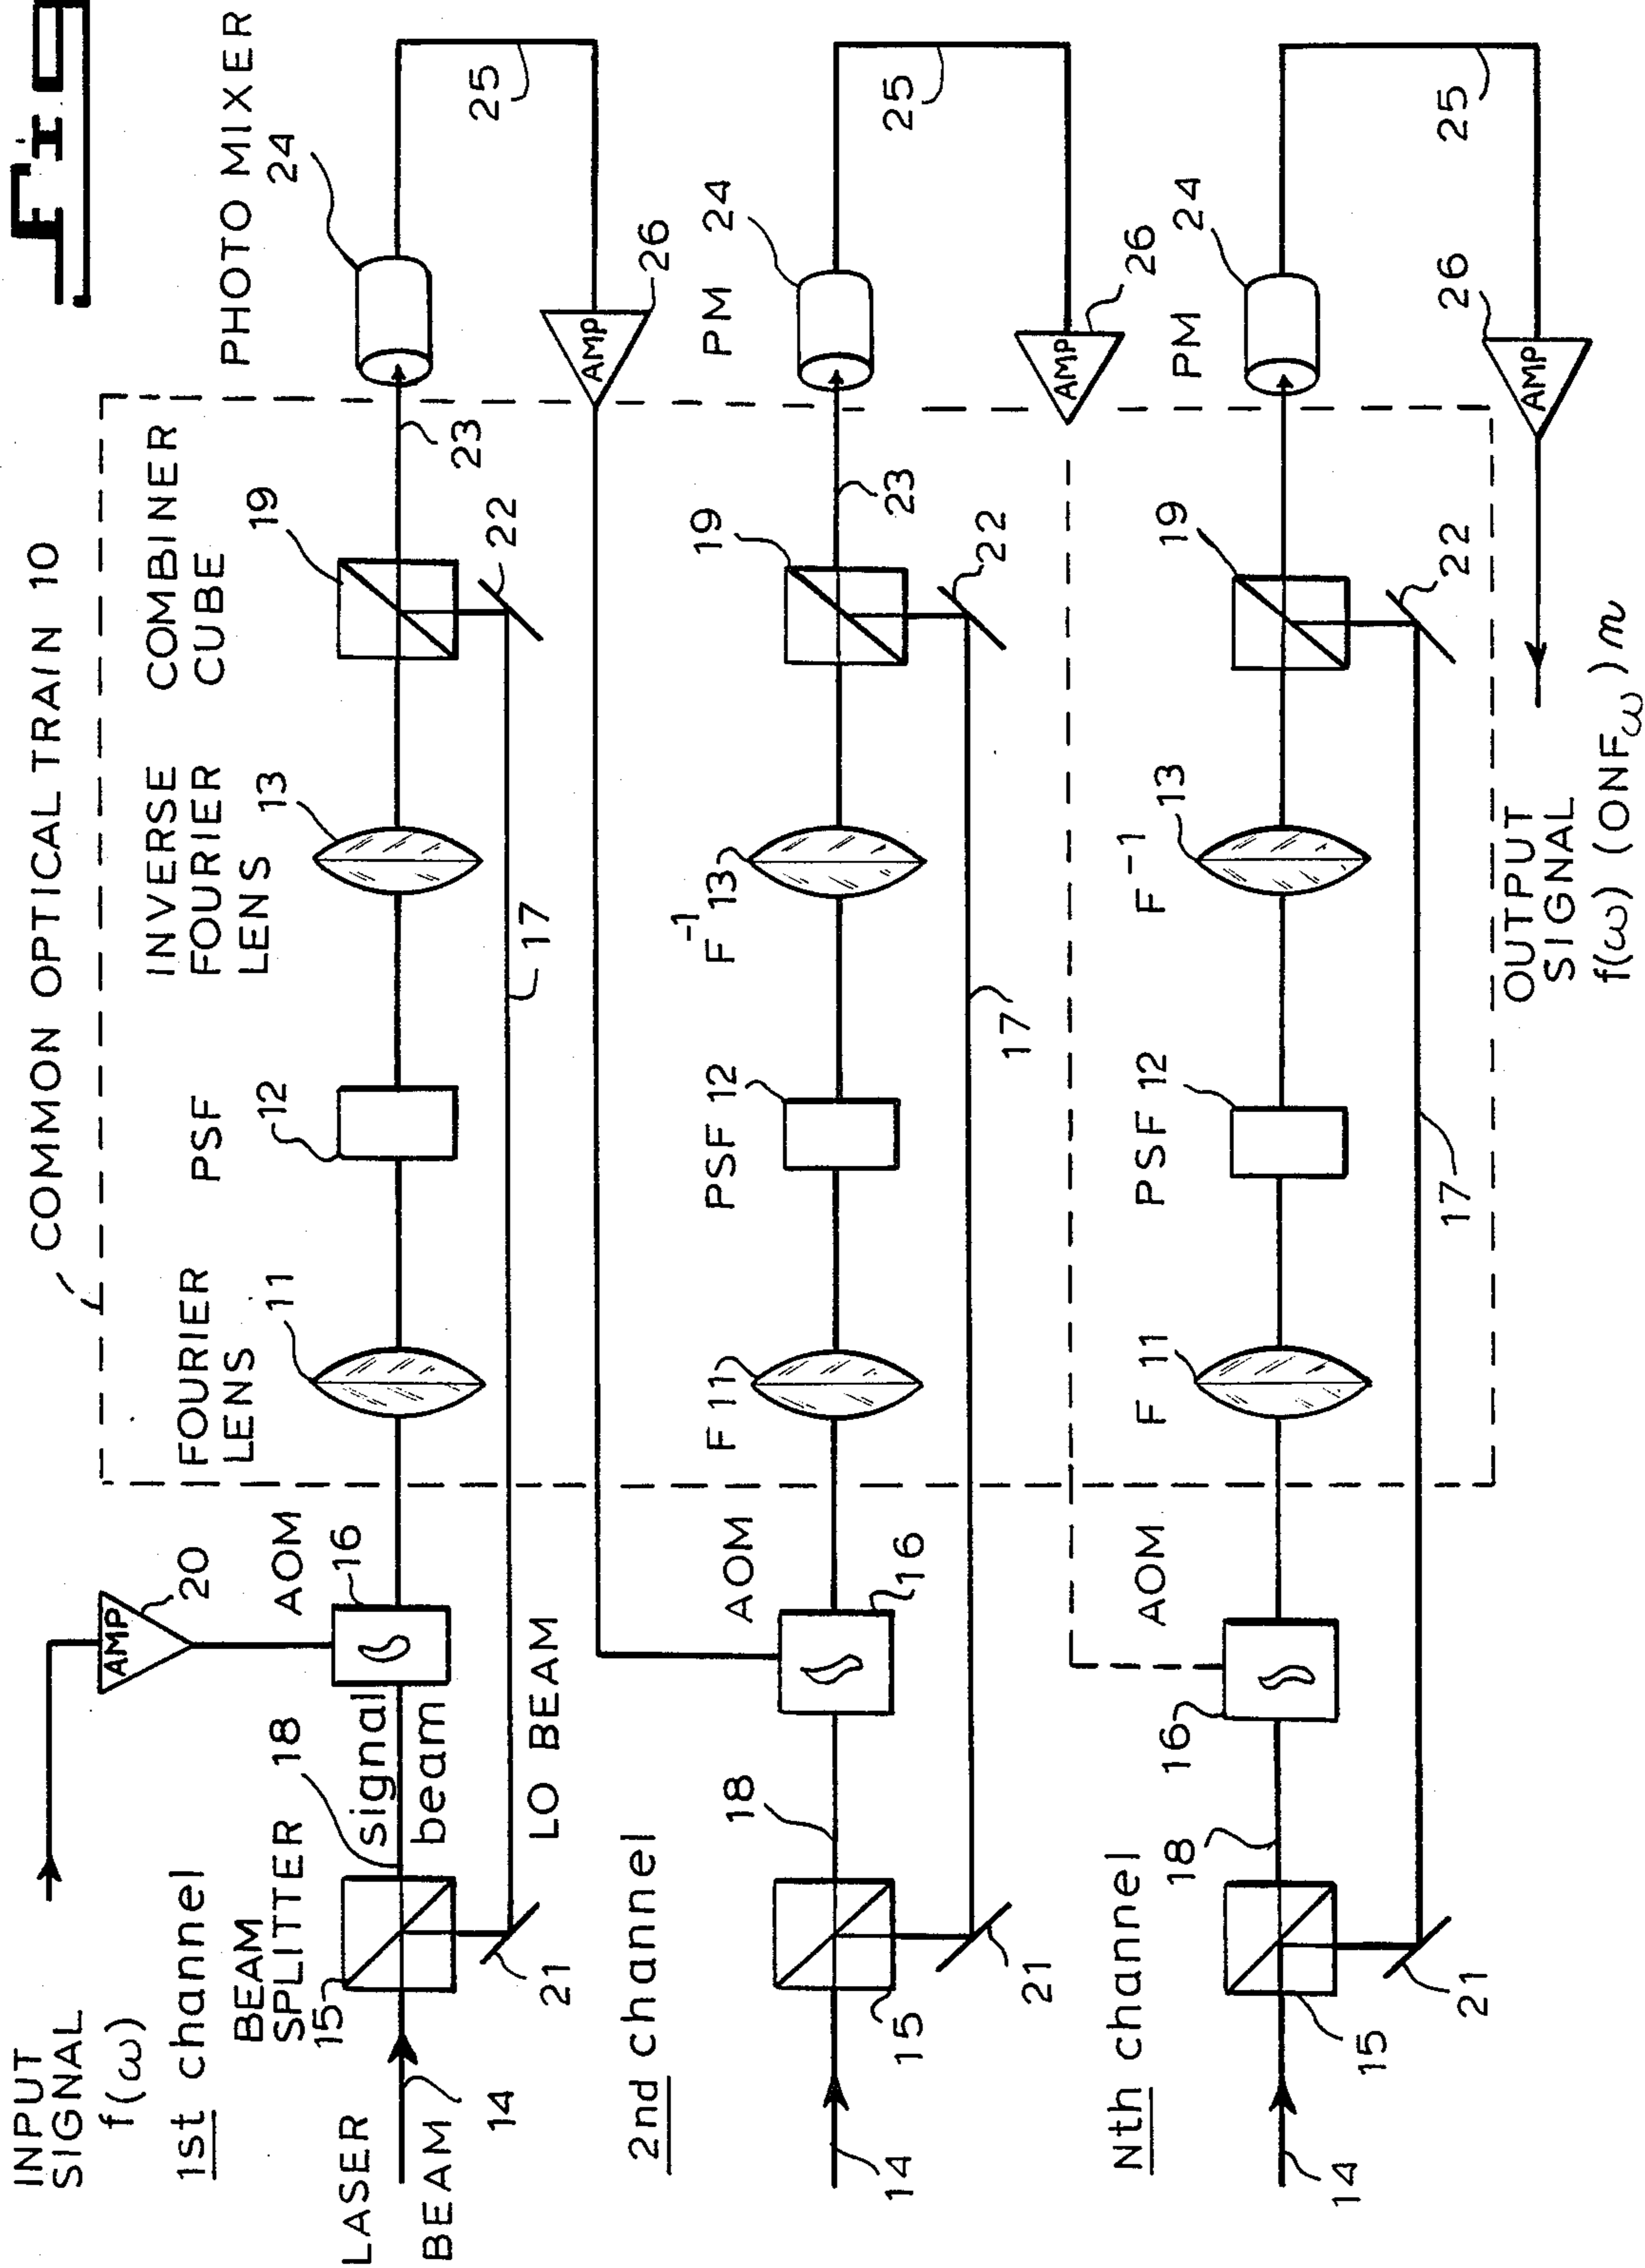 Fig
COMMON OPTICAL TRAIN 10
INPUT
SIGNAL
f(ω)
AMP
20
1st channel
BEAM
SPLITTER
15
LASER
BEAM
14
18
signal
beam
AOM
16
FOURIER
LENS
11
PSF
12
INVERSE
FOURIER
LENS
13
COMBINER
CUBE
19
PHOTO MIXER
24
23
22
21
LO BEAM
17
25
AMP
26
2nd channel
14
15
18
21
AOM
16
F 11
PSF 12
F-1 13
19
22
23
17
PM 24
25
AMP
26
Nth channel
14
15
18
21
AOM
16
F 11
PSF 12
F-1 13
19
22
17
PM 24
25
AMP
26
OUTPUT
SIGNAL
f(ω) (ONFω)n